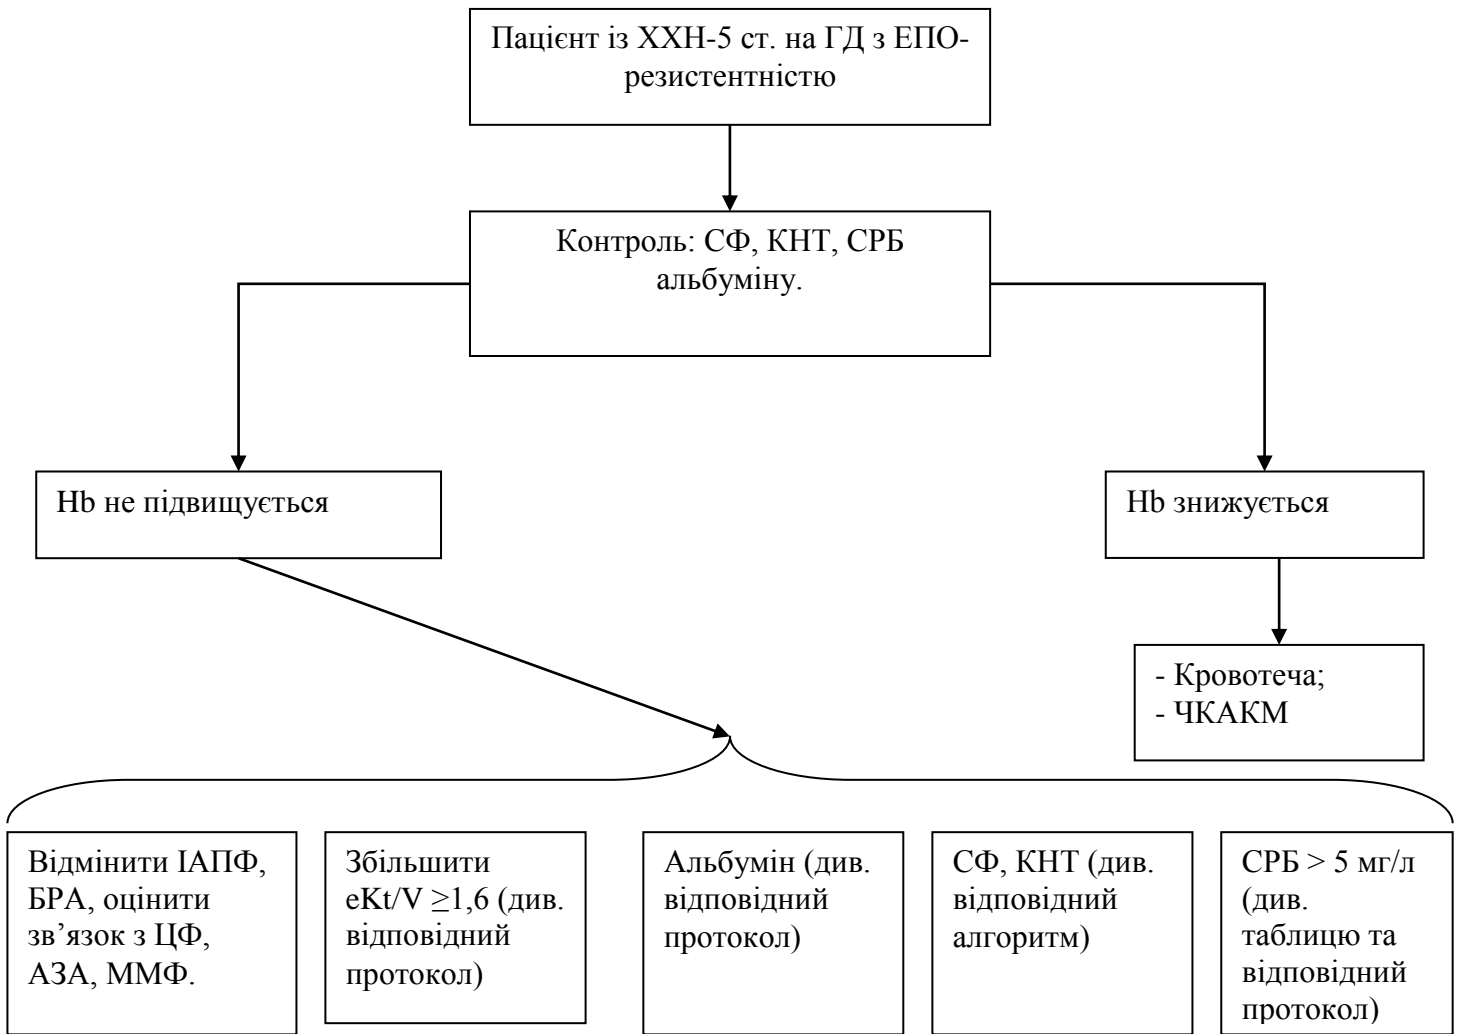 Пацієнт із ХХН-5 ст. на ГД з ЕПО-
резистентністю
Контроль: СФ, КНТ, СРБ
альбуміну.
Hb не підвищується
Hb знижується
- Кровотеча;
- ЧКАКМ
Відмінити ІАПФ,
БРА, оцінити
зв’язок з ЦФ,
АЗА, ММФ.
Збільшити
eKt/V ≥1,6 (див.
відповідний
протокол)
Альбумін (див.
відповідний
протокол)
СФ, КНТ (див.
відповідний
алгоритм)
СРБ > 5 мг/л
(див.
таблицю та
відповідний
протокол)